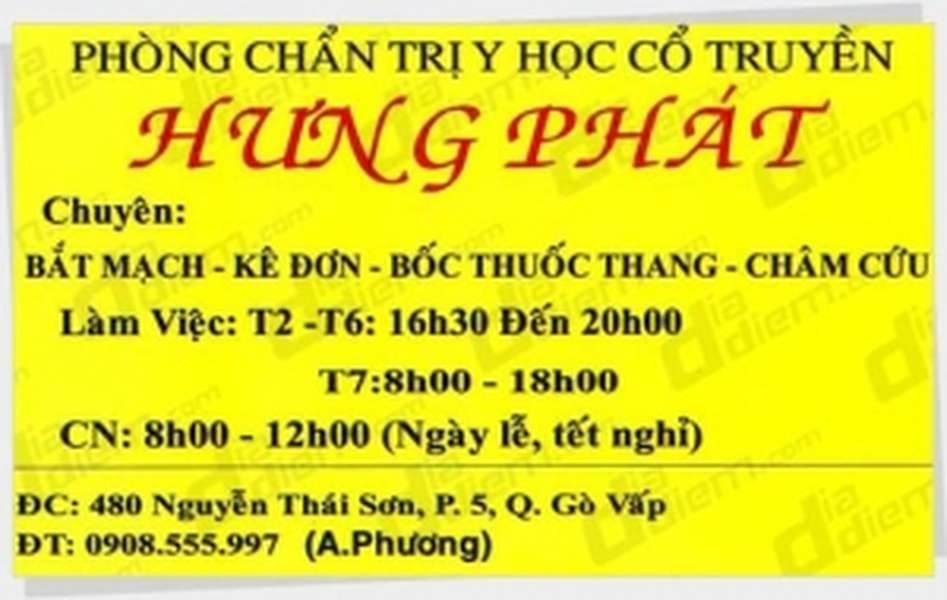 PHÒNG CHẨN TRỊ Y HỌC CỔ TRUYỀN
HƯNG PHÁT
Chuyên:
BẮT MẠCH - KÊ ĐƠN - BỐC THUỐC THANG - CHÂM CỨU
Làm Việc: T2 -T6: 16h30 Đến 20h00
T7:8h00 - 18h00
CN: 8h00 - 12h00 (Ngày lễ, tết nghỉ)
ĐC: 480 Nguyễn Thái Sơn, P. 5, Q. Gò Vấp
ĐT: 0908.555.997 (A.Phương)